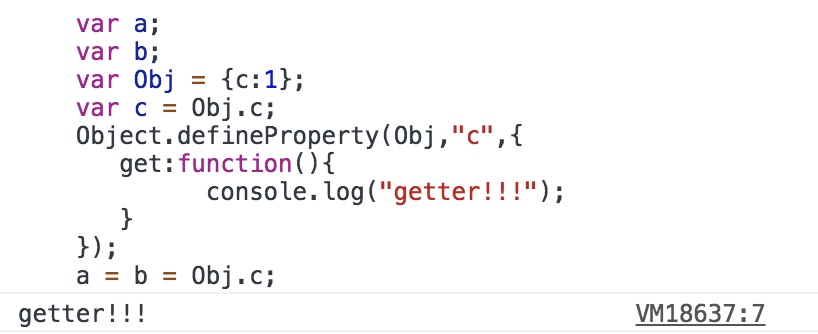 var a;
var b;
var Obj = {c:1};
var c = Obj.c;
Object.defineProperty(Obj,"c",{
   get:function(){
         console.log("getter!!!");
   }
});
a = b = Obj.c;
getter!!! VM18637:7